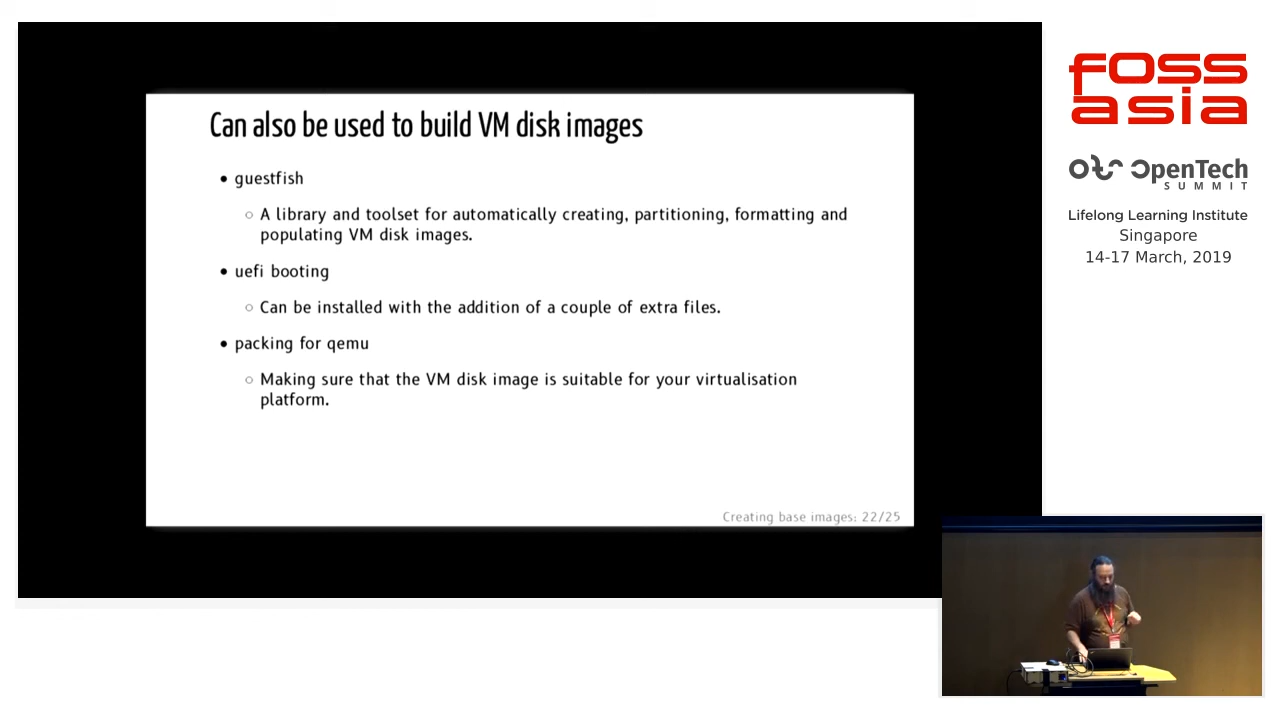 Can also be used to build VM disk images
• guestfish
○ A library and toolset for automatically creating, partitioning, formatting and
populating VM disk images.
• uefi booting
○ Can be installed with the addition of a couple of extra files.
• packing for qemu
○ Making sure that the VM disk image is suitable for your virtualisation
platform.
Creating base images: 22/25
FOSS
asia
OpenTech
SUMMIT
Lifelong Learning Institute
Singapore
14-17 March, 2019